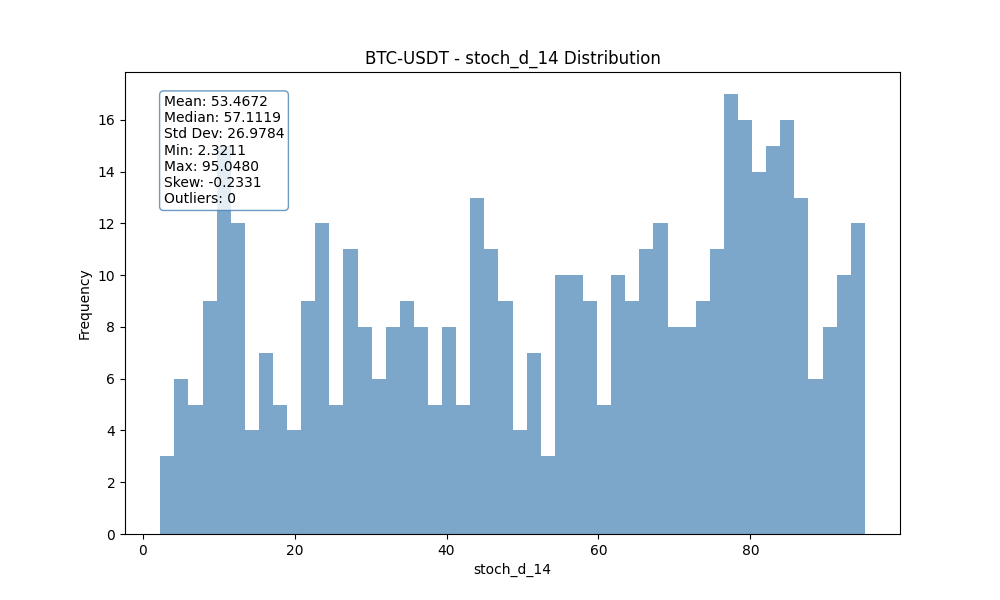 BTC-USDT - stoch_d_14 Distribution
Mean: 53.4672
Median: 57.1119
Std Dev: 26.9784
Min: 2.3211
Max: 95.0480
Skew: -0.2331
Outliers: 0
16
14
12
10
8
6
4
2
0
Frequency
0 20 40 60 80
stoch_d_14